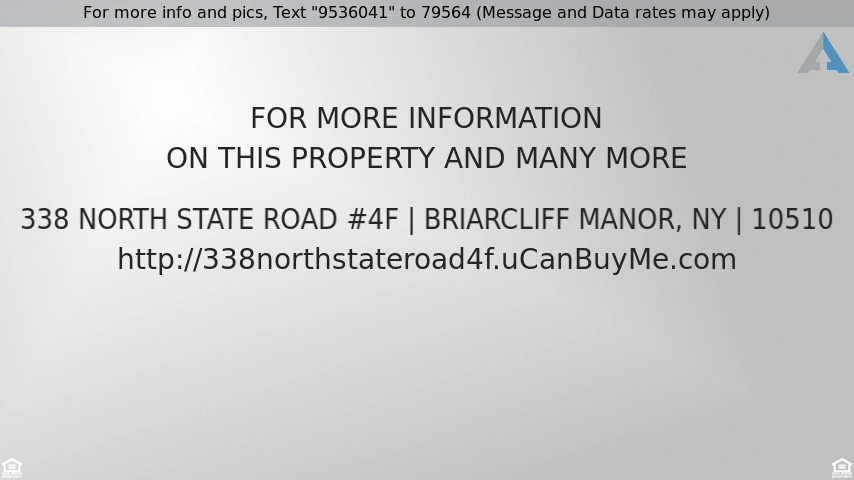 For more info and pics, Text "9536041" to 79564 (Message and Data rates may apply)
FOR MORE INFORMATION
ON THIS PROPERTY AND MANY MORE
338 NORTH STATE ROAD #4F | BRIARCLIFF MANOR, NY | 10510
http://338northstateroad4f.uCanBuyMe.com